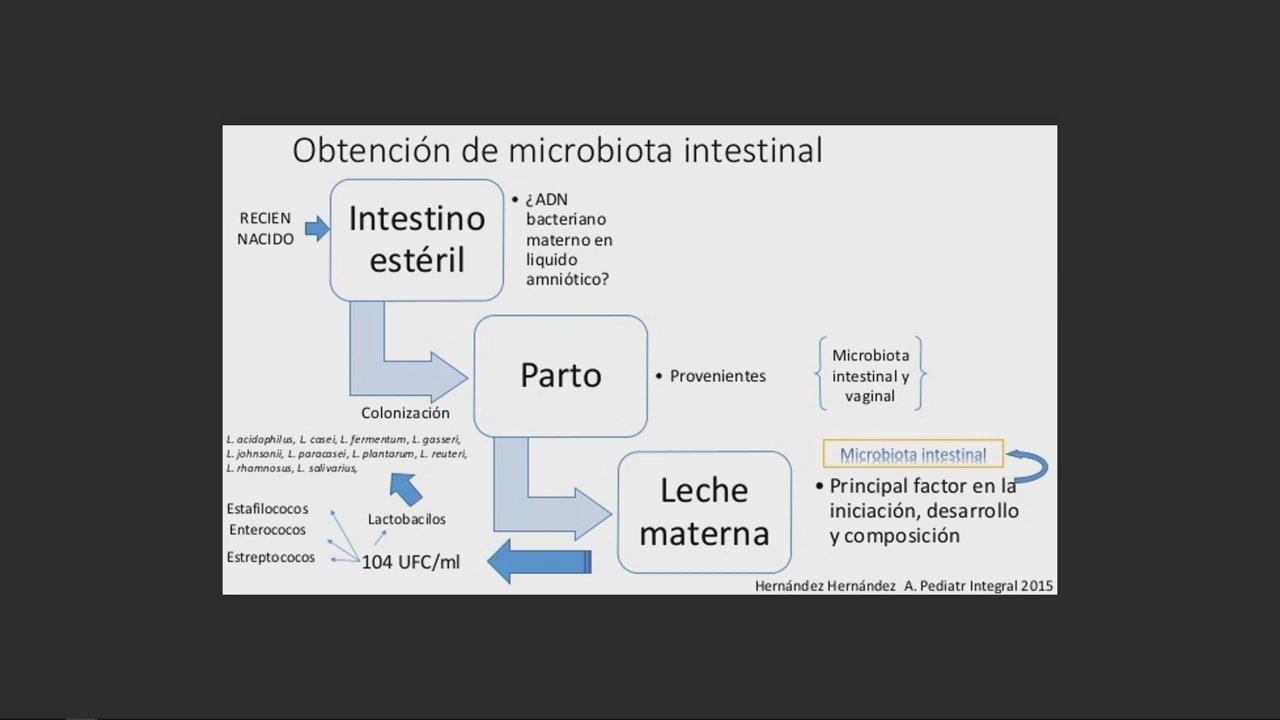 Obtención de microbiota intestinal
RECIEN
NACIDO
Intestino
estéril
• ¿ADN
bacteriano
materno en
liquido
amniótico?
Parto
• Provenientes
Microbiota
intestinal y
vaginal
Colonización
L. acidophilus, L. casei, L. fermentum, L. gasseri,
L. johnsonii, L. paracasei, L. plantarum, L. reuteri,
L. rhamnosus, L. salivarius,
Estafilococos
Enterococos
Estreptococos
Lactobacilos
104 UFC/ml
Leche
materna
Microbiota intestinal
• Principal factor en la
iniciación, desarrollo
y composición
Hernández Hernández A. Pediatr Integral 2015